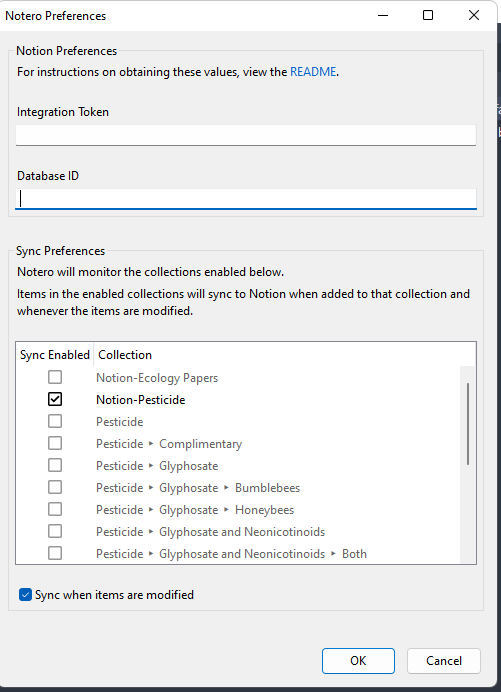 Notero Preferences
Notion Preferences
For instructions on obtaining these values, view the README.
Integration Token
Database ID
Sync Preferences
Notero will monitor the collections enabled below.
Items in the enabled collections will sync to Notion when added to that collection and
whenever the items are modified.
Sync Enabled Collection
Notion-Ecology Papers
Notion-Pesticide
Pesticide
Pesticide ▸ Complimentary
Pesticide ▸ Glyphosate
Pesticide ▸ Glyphosate ▸ Bumblebees
Pesticide ▸ Glyphosate ▸ Honeybees
Pesticide ▸ Glyphosate and Neonicotinoids
Pesticide ▸ Glyphosate and Neonicotinoids ▸ Both
Sync when items are modified
OK Cancel